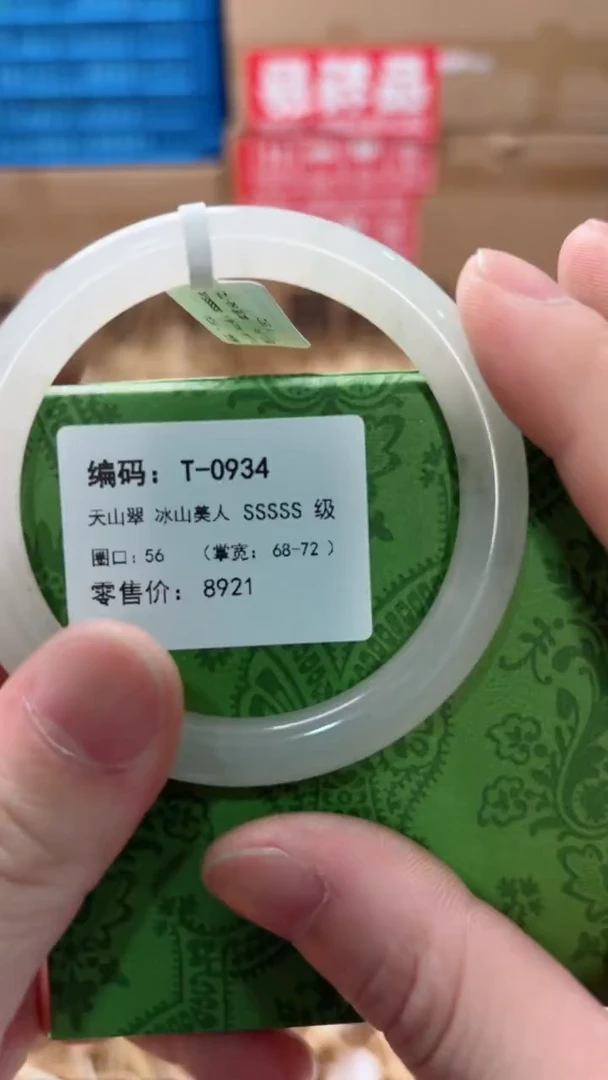 编码：T-0934
天山翠 冰山美人 SSSSS 级
圈口：56 （掌宽：68-72 ）
零售价：8921